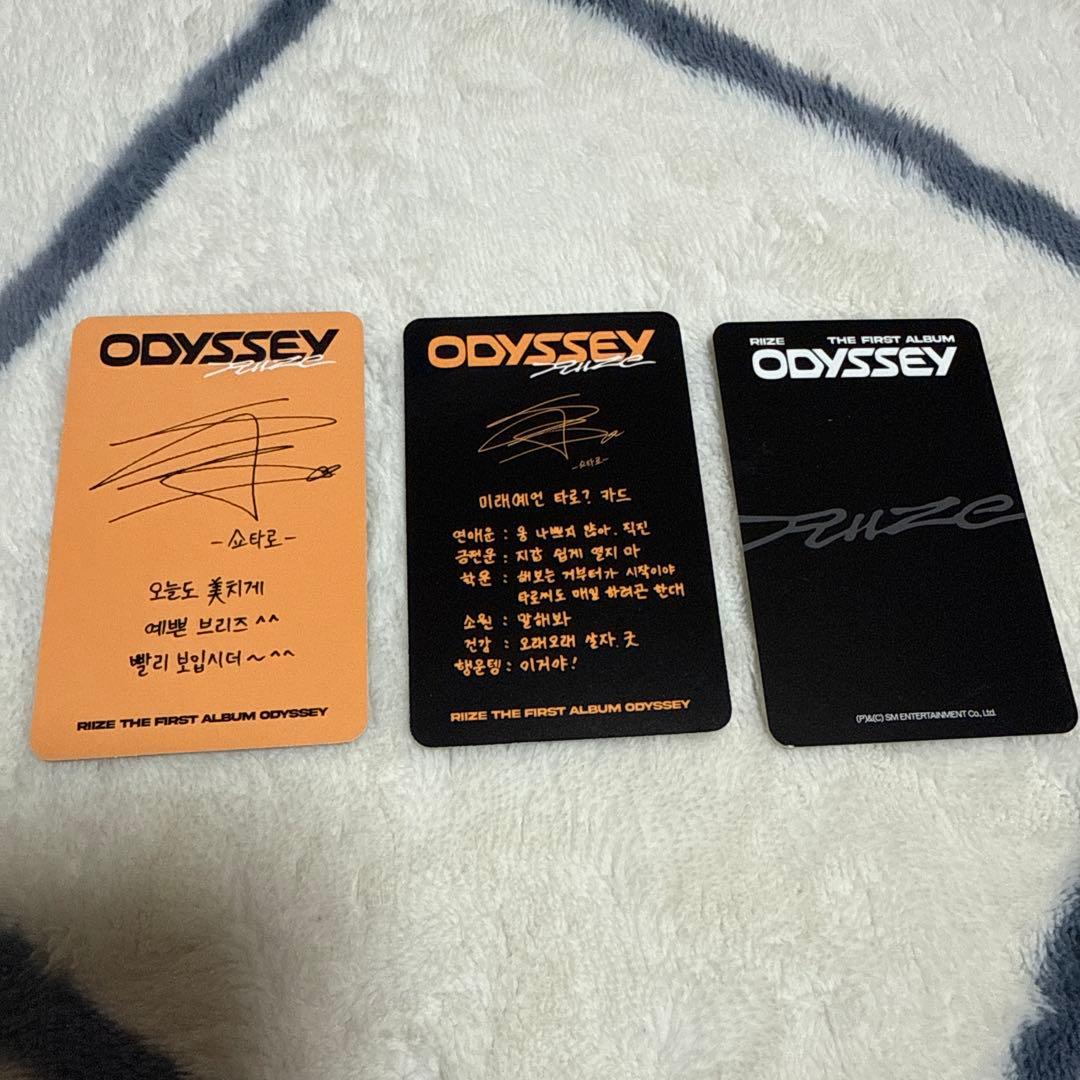 ODYSSEY
RIIZE
-쇼타로-
오늘도 美치게
예쁜 브리즈^^
빨리 보입시더~^^
RIIZE THE FIRST ALBUM ODYSSEY
ODYSSEY
RIIZE
-쇼타로-
미래예언 타로? 카드
연애운 : 응 나쁘지 않아. 직진
금전운 : 지갑 쉽게 열지 마
학운 : 해보는 거부터가 시작이야
타로씨도 매일 하려곤 한대
소원 : 말해봐
건강 : 오래오래 살자. 굿
행운템 : 이거야!
RIIZE THE FIRST ALBUM ODYSSEY
RIIZE THE FIRST ALBUM
ODYSSEY
RIIZE
(P)&(C) SM ENTERTAINMENT Co., Ltd.